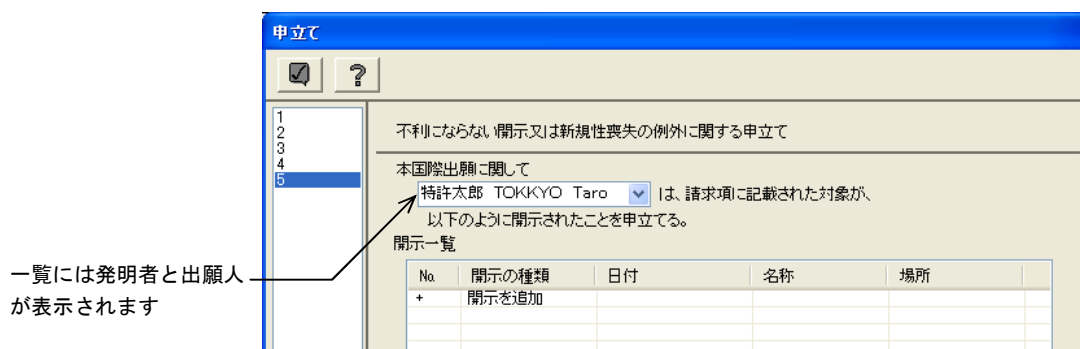 申立て
1
2
3
4
5
不利にならない開示又は新規性喪失の例外に関する申立て
本国際出願に関して
特許太郎 TOKKYO Taro は、請求項に記載された対象が、
以下のように開示されたことを申立てる。
開示一覧
No. 開示の種類 日付 名称 場所
+ 開示を追加
一覧には発明者と出願人
が表示されます